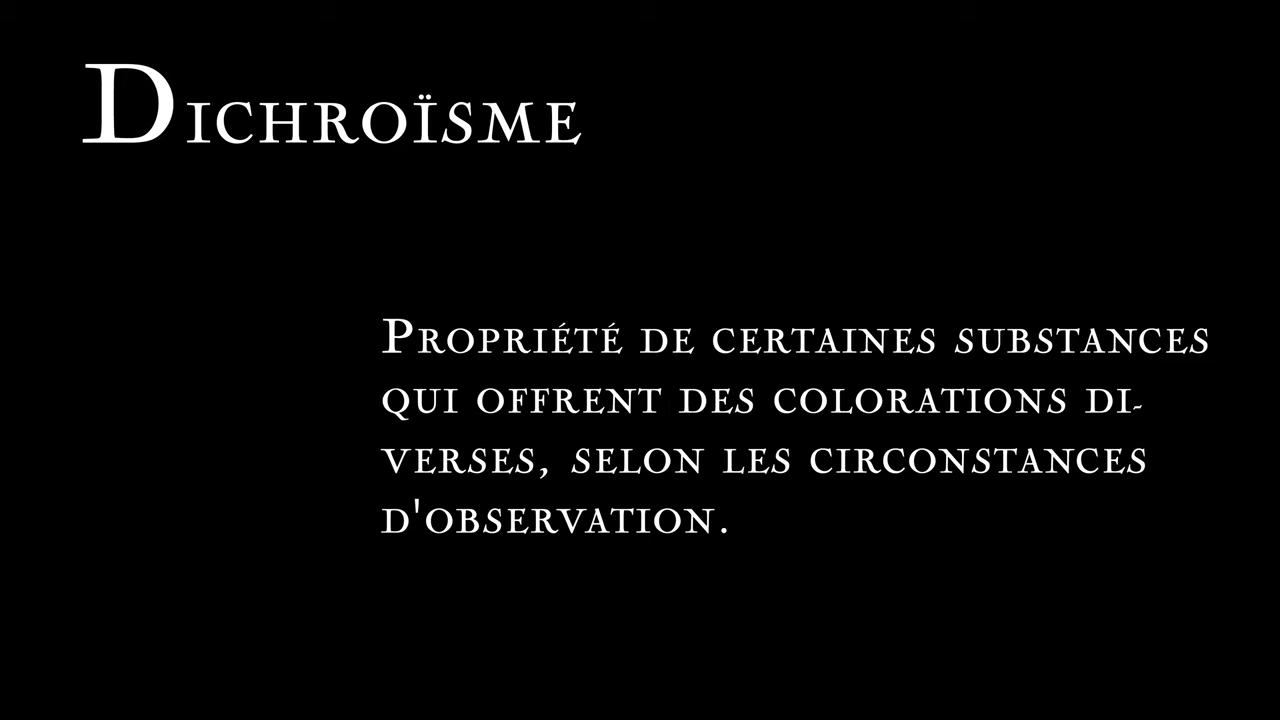 Dichroïsme
Propriété de certaines substances
qui offrent des colorations di-
verses, selon les circonstances
d'observation.